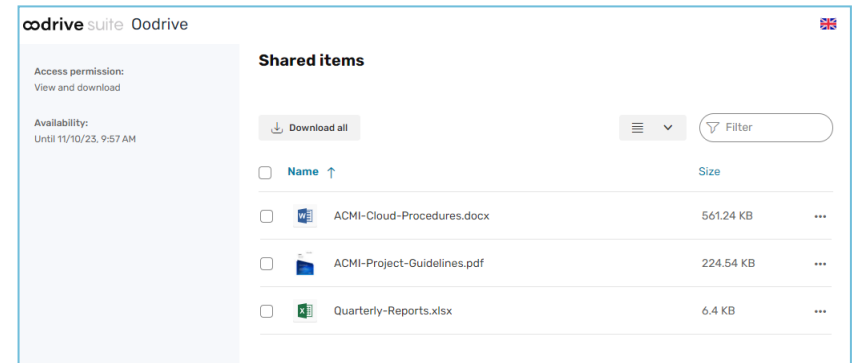 oodrive suite Oodrive
Access permission:
View and download
Availability:
Until 11/10/23, 9:57 AM
Shared items
Download all
Filter
Name ↑ Size
ACMI-Cloud-Procedures.docx 561.24 KB ...
ACMI-Project-Guidelines.pdf 224.54 KB ...
Quarterly-Reports.xlsx 6.4 KB ...